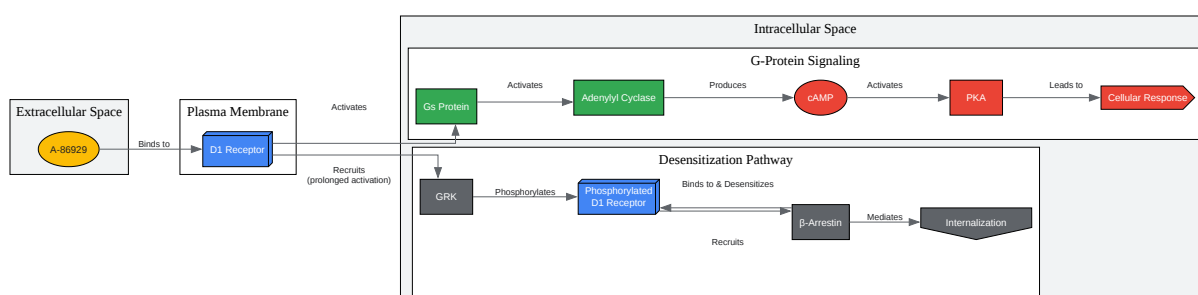 Intracellular Space
G-Protein Signaling
Extracellular Space
A-86929
Binds to
Plasma Membrane
D1 Receptor
Activates
Recruits
(prolonged activation)
Gs Protein
Activates
Adenylyl Cyclase
Produces
cAMP
Activates
PKA
Leads to
Cellular Response
Desensitization Pathway
GRK
Phosphorylates
Phosphorylated
D1 Receptor
Binds to & Desensitizes
Recruits
β-Arrestin
Mediates
Internalization